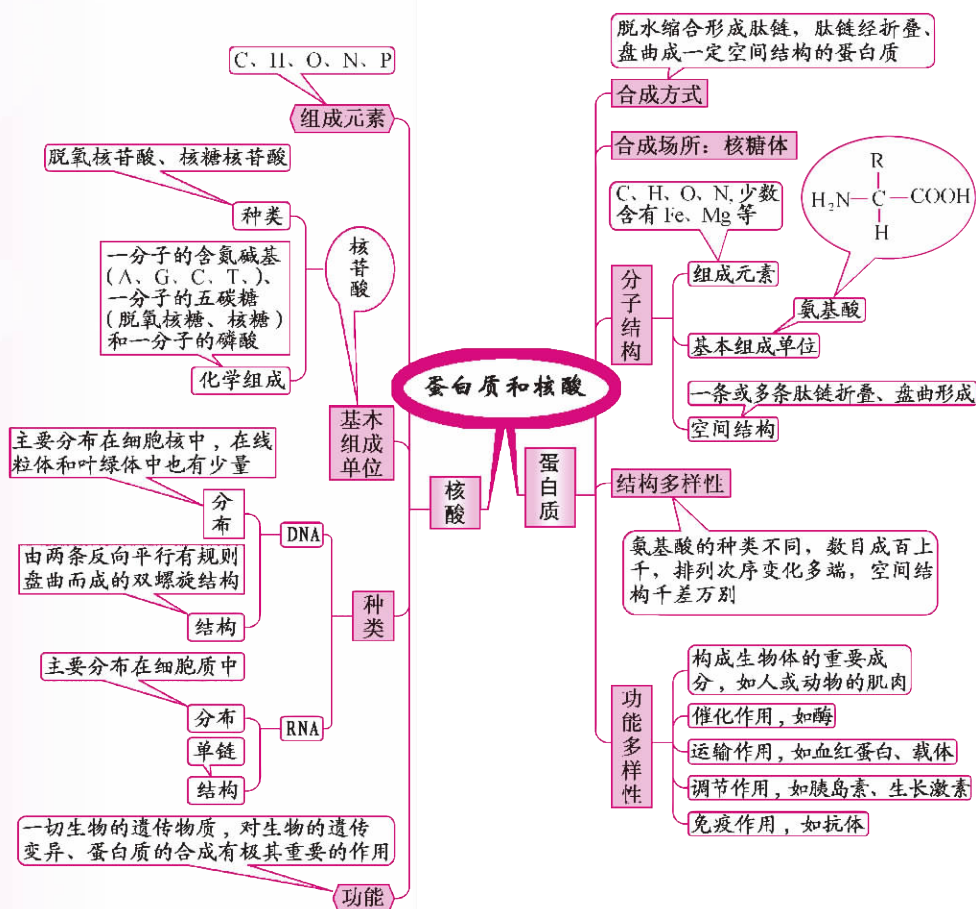 蛋白质和核酸
核酸
组成元素
C、H、O、N、P
基本
组成
单位
核苷酸
种类
脱氧核苷酸、核糖核苷酸
化学组成
一分子的含氮碱基
(A、G、C、T、)、
一分子的五碳糖
(脱氧核糖、核糖)
和一分子的磷酸
种类
DNA
分布
主要分布在细胞核中，在线
粒体和叶绿体中也有少量
结构
由两条反向平行有规则
盘曲而成的双螺旋结构
RNA
分布
主要分布在细胞质中
结构
单链
功能
一切生物的遗传物质，对生物的遗传
变异、蛋白质的合成有极其重要的作用
蛋白质
合成方式
脱水缩合形成肽链，肽链经折叠、
盘曲成一定空间结构的蛋白质
合成场所：核糖体
分子结构
组成元素
C、H、O、N,少数
含有Fe、Mg等
基本组成单位
氨基酸
R
H₂N—C—COOH
H
空间结构
一条或多条肽链折叠、盘曲形成
结构多样性
氨基酸的种类不同，数目成百上
千，排列次序变化多端，空间结
构千差万别
功能多样性
构成生物体的重要成
分，如人或动物的肌肉
催化作用，如酶
运输作用，如血红蛋白、载体
调节作用，如胰岛素、生长激素
免疫作用，如抗体